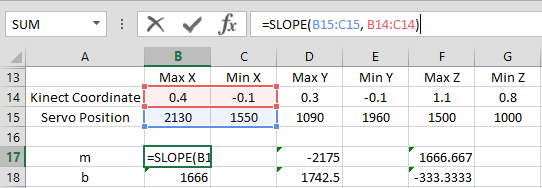 SUM =SLOPE(B15:C15, B14:C14)
A B C D E F G
13 Max X Min X Max Y Min Y Max Z Min Z
14 Kinect Coordinate 0.4 -0.1 0.3 -0.1 1.1 0.8
15 Servo Position 2130 1550 1090 1960 1500 1000
16
17 m =SLOPE(B1 -2175 1666.667
18 b 1666 1742.5 -333.3333